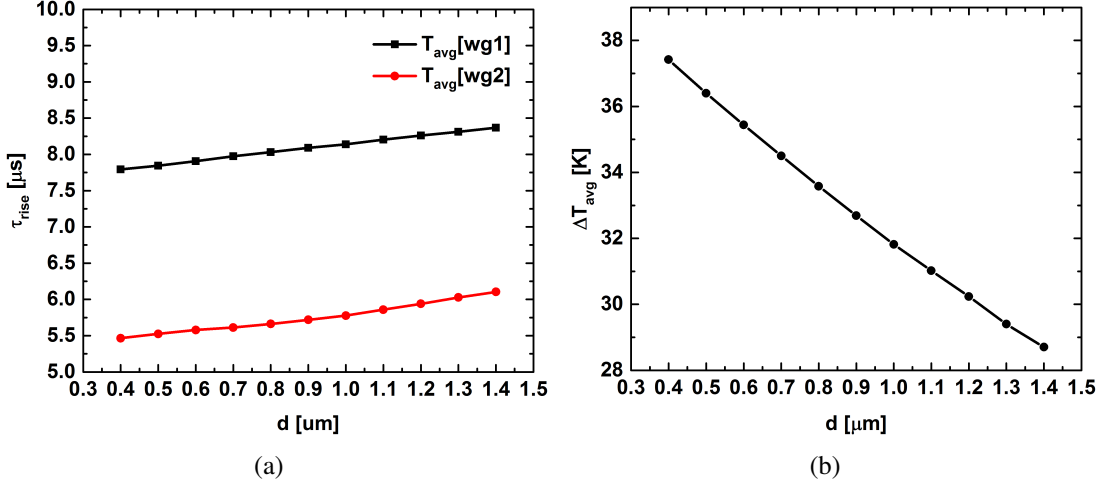 10.0
9.5
9.0
8.5
8.0
7.5
7.0
6.5
6.0
5.5
5.0
τrise [μs]
Tavg[wg1]
Tavg[wg2]
0.3 0.4 0.5 0.6 0.7 0.8 0.9 1.0 1.1 1.2 1.3 1.4 1.5
d [um]
(a)
38
36
34
32
30
28
ΔTavg [K]
0.3 0.4 0.5 0.6 0.7 0.8 0.9 1.0 1.1 1.2 1.3 1.4 1.5
d [μm]
(b)